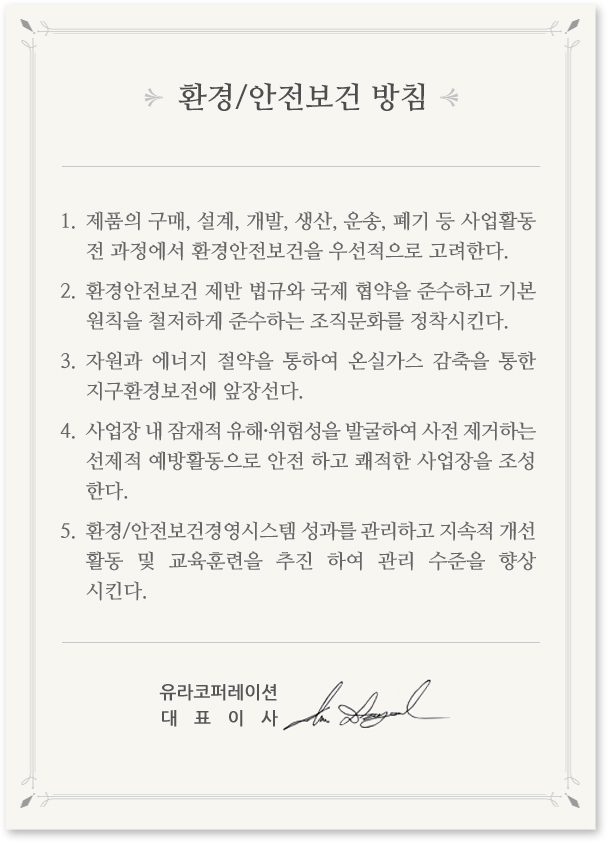 환경/안전보건 방침
1. 제품의 구매, 설계, 개발, 생산, 운송, 폐기 등 사업활동
전 과정에서 환경안전보건을 우선적으로 고려한다.
2. 환경안전보건 제반 법규와 국제 협약을 준수하고 기본
원칙을 철저하게 준수하는 조직문화를 정착시킨다.
3. 자원과 에너지 절약을 통하여 온실가스 감축을 통한
지구환경보전에 앞장선다.
4. 사업장 내 잠재적 유해·위험성을 발굴하여 사전 제거하는
선제적 예방활동으로 안전 하고 쾌적한 사업장을 조성
한다.
5. 환경/안전보건경영시스템 성과를 관리하고 지속적 개선
활동 및 교육훈련을 추진 하여 관리 수준을 향상
시킨다.
유라코퍼레이션
대 표 이 사